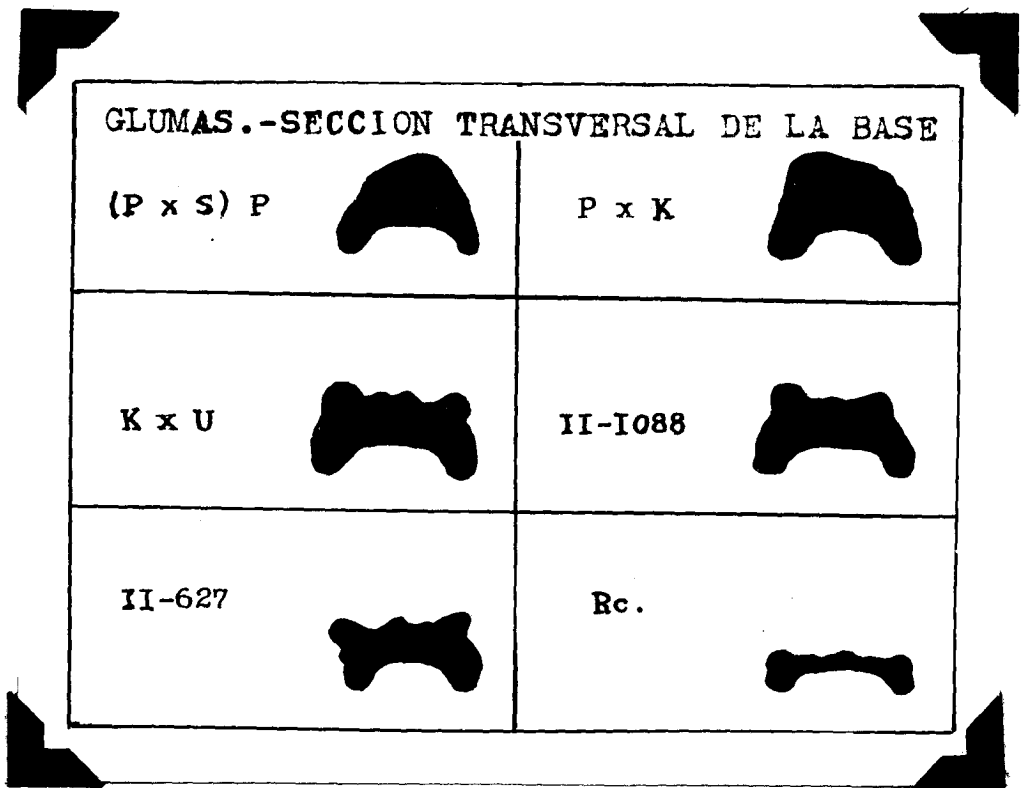 GLUMAS.-SECCION TRANSVERSAL DE LA BASE
(P x S) P
P x K
K x U
II-I088
II-627
Rc.